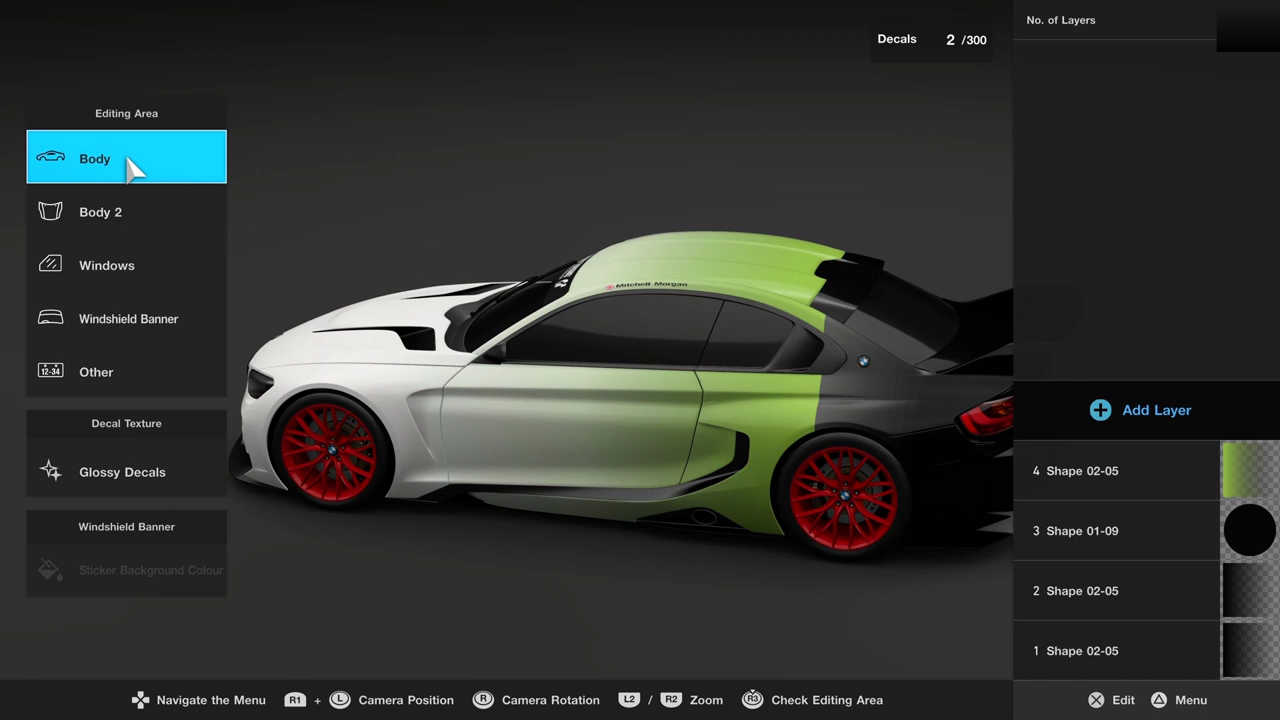 No. of Layers
Decals 2 /300
Editing Area
Body
Body 2
Windows
Windshield Banner
12-34 Other
Decal Texture
Glossy Decals
Windshield Banner
Sticker Background Colour
Mitchell Morgan
Add Layer
4 Shape 02-05
3 Shape 01-09
2 Shape 02-05
1 Shape 02-05
Navigate the Menu R1 + L Camera Position R Camera Rotation L2 / R2 Zoom R3 Check Editing Area Edit Menu